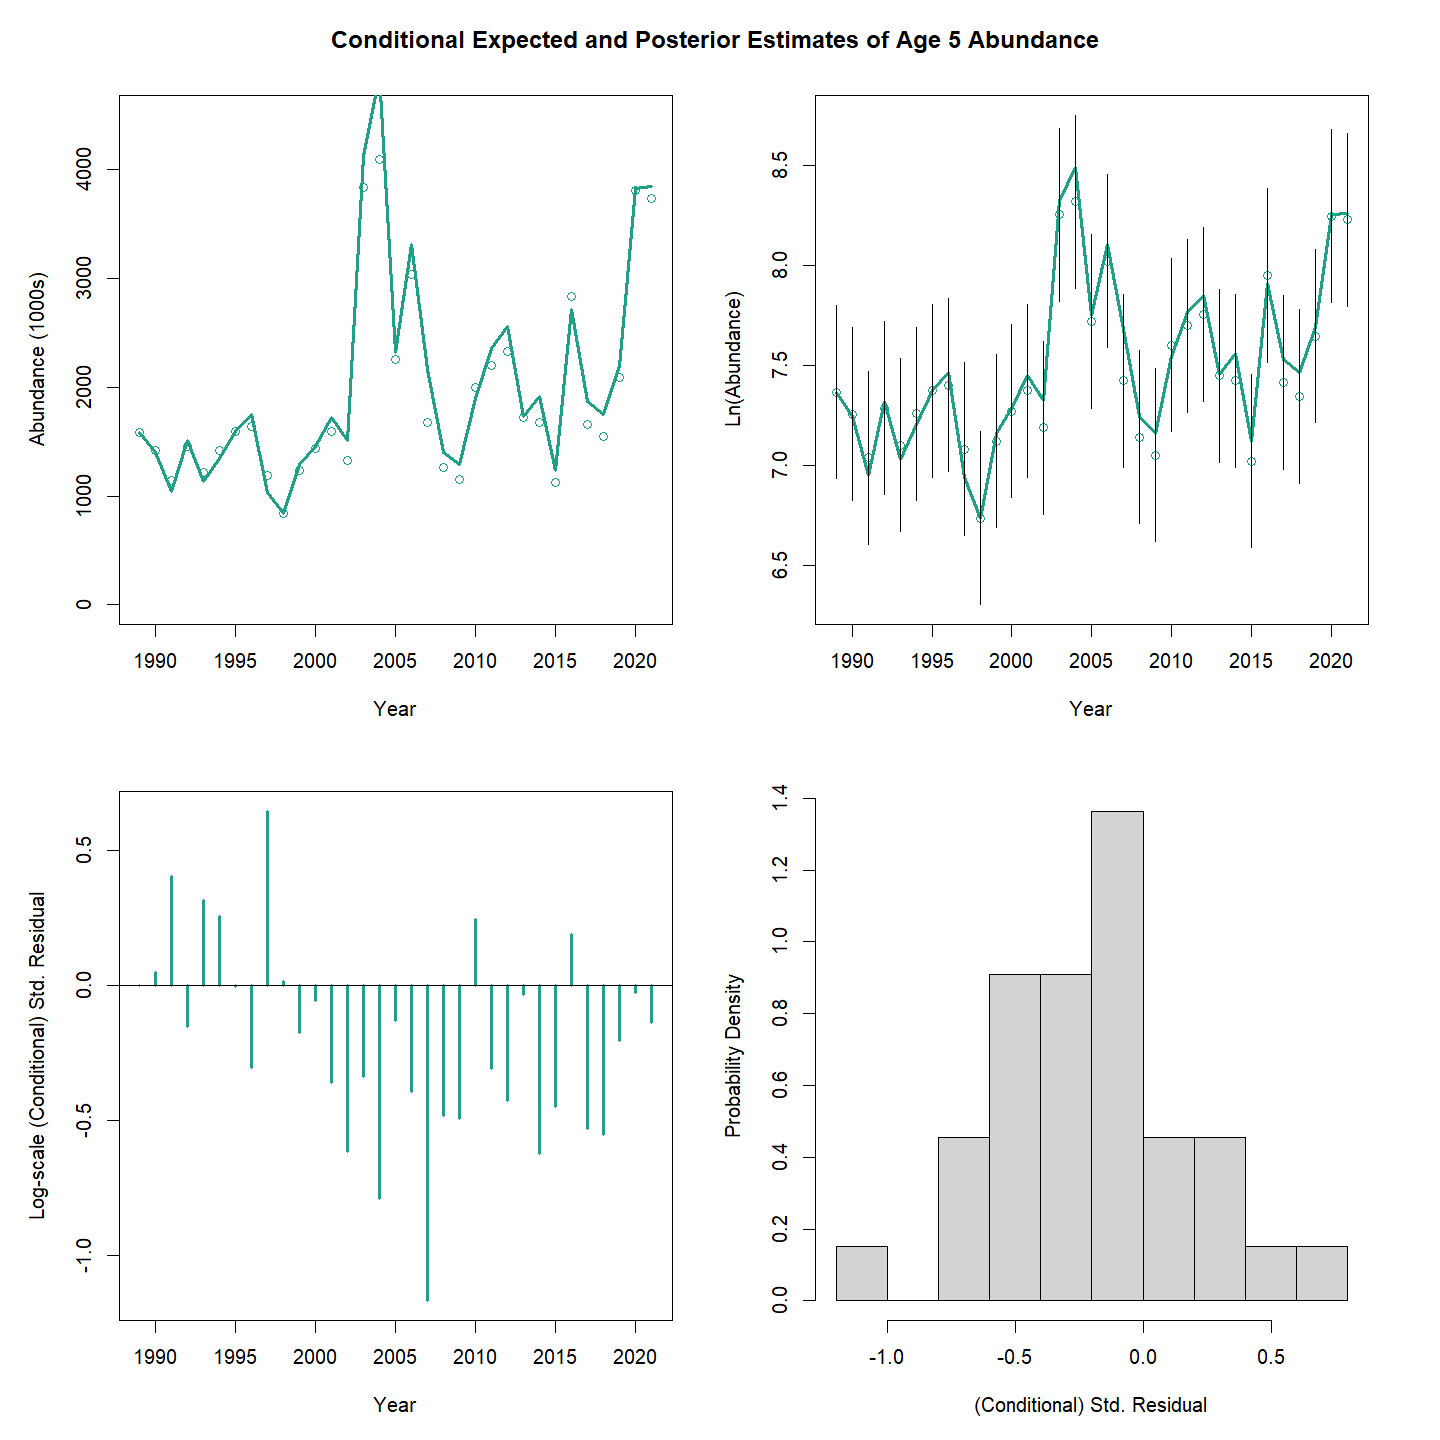 Conditional Expected and Posterior Estimates of Age 5 Abundance
Abundance (1000s)
4000
3000
2000
1000
0
1990 1995 2000 2005 2010 2015 2020
Year
Ln(Abundance)
8.5
8.0
7.5
7.0
6.5
1990 1995 2000 2005 2010 2015 2020
Year
Log-scale (Conditional) Std. Residual
0.5
0.0
-0.5
-1.0
1990 1995 2000 2005 2010 2015 2020
Year
Probability Density
1.4
1.2
1.0
0.8
0.6
0.4
0.2
0.0
-1.0 -0.5 0.0 0.5
(Conditional) Std. Residual